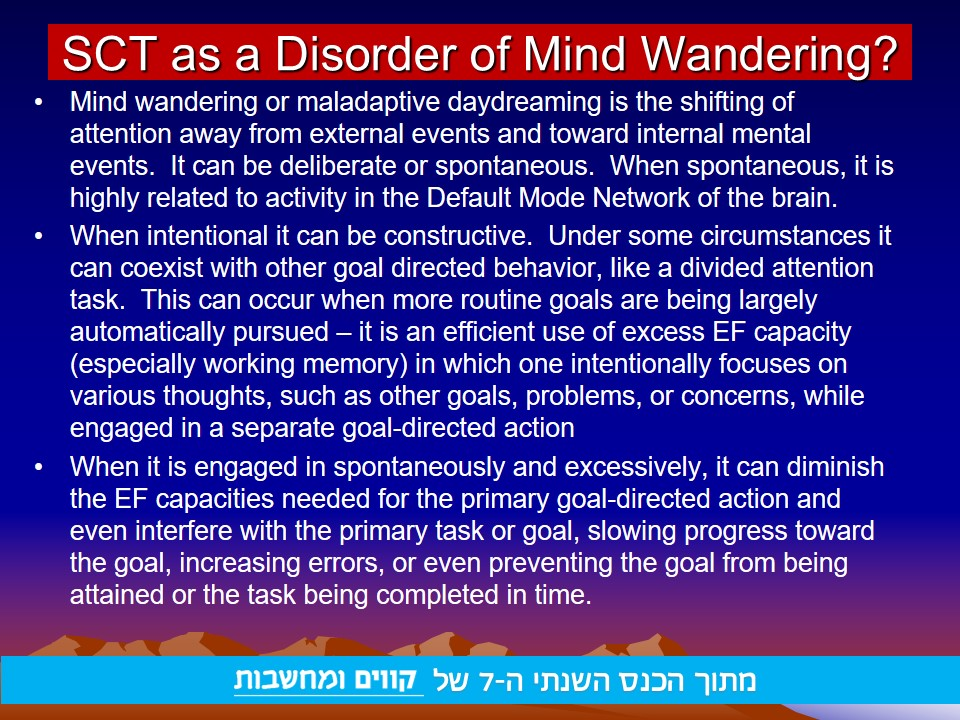 SCT as a Disorder of Mind Wandering?
• Mind wandering or maladaptive daydreaming is the shifting of
attention away from external events and toward internal mental
events.  It can be deliberate or spontaneous.  When spontaneous, it is
highly related to activity in the Default Mode Network of the brain.
• When intentional it can be constructive.  Under some circumstances it
can coexist with other goal directed behavior, like a divided attention
task.  This can occur when more routine goals are being largely
automatically pursued – it is an efficient use of excess EF capacity
(especially working memory) in which one intentionally focuses on
various thoughts, such as other goals, problems, or concerns, while
engaged in a separate goal-directed action
• When it is engaged in spontaneously and excessively, it can diminish
the EF capacities needed for the primary goal-directed action and
even interfere with the primary task or goal, slowing progress toward
the goal, increasing errors, or even preventing the goal from being
attained or the task being completed in time.
מתוך הכנס השנתי ה-7 של קווים ומחשבות